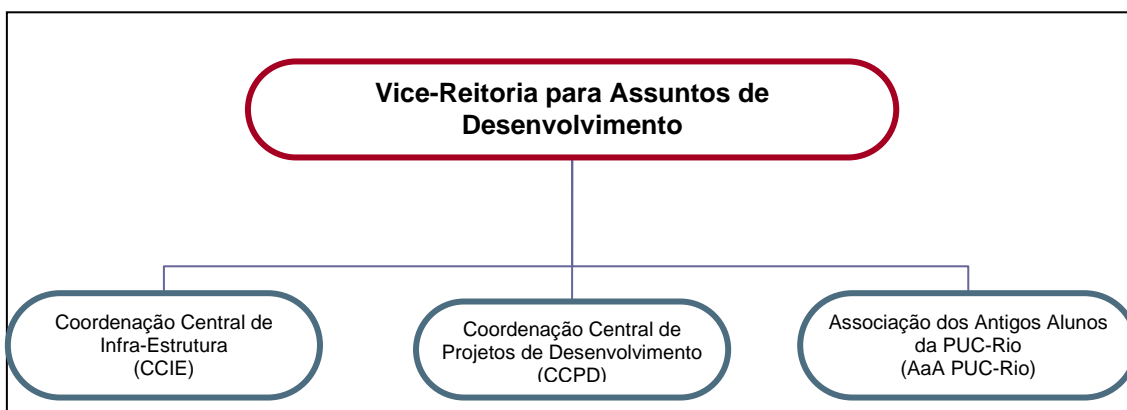 Vice-Reitoria para Assuntos de
Desenvolvimento
Coordenação Central de
Infra-Estrutura
(CCIE)
Coordenação Central de
Projetos de Desenvolvimento
(CCPD)
Associação dos Antigos Alunos
da PUC-Rio
(AaA PUC-Rio)